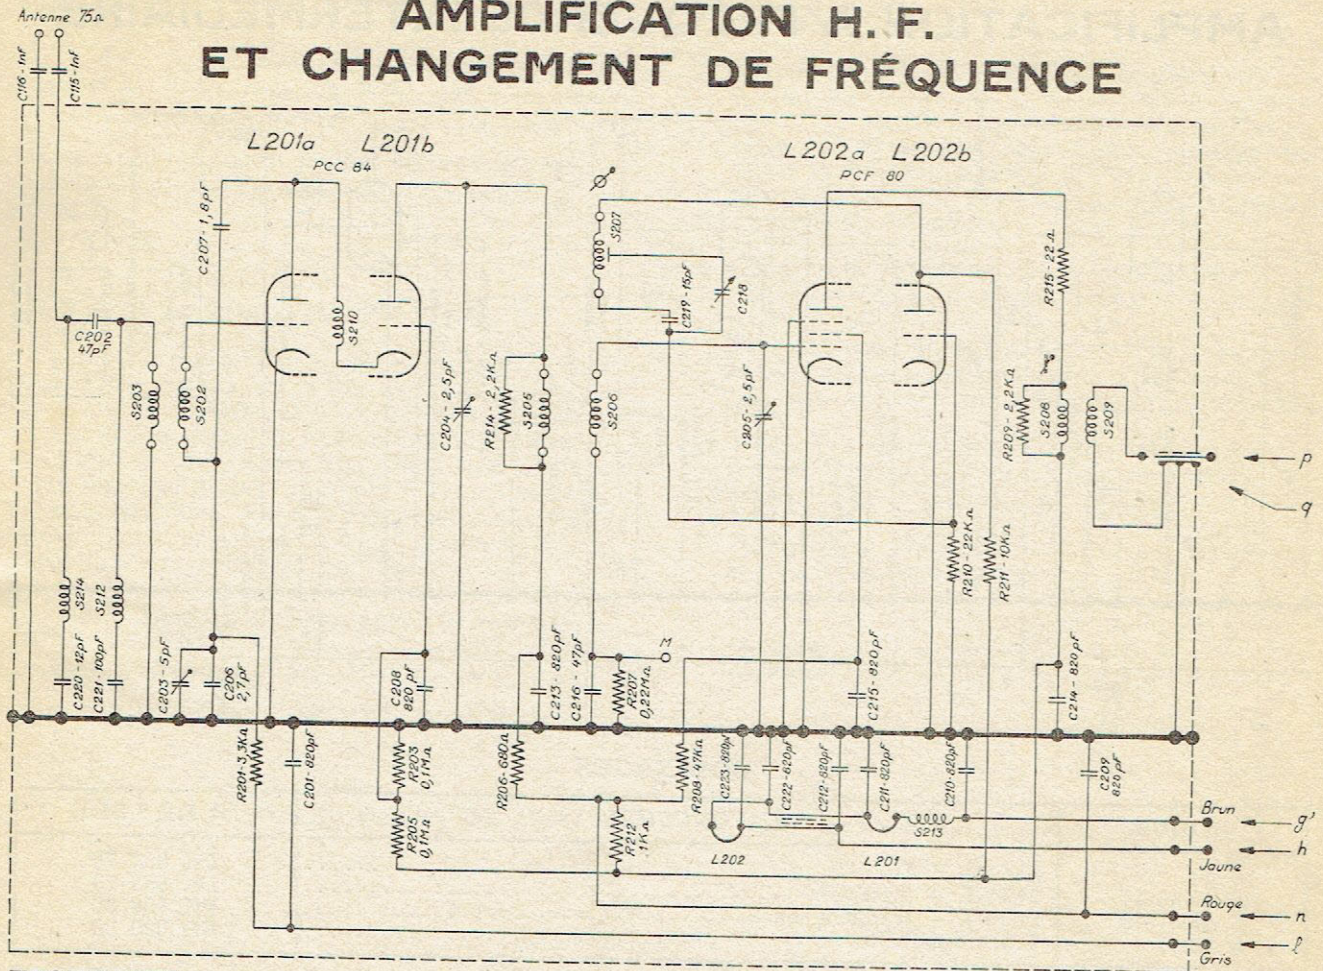 AMPLIFICATION H. F.
ET CHANGEMENT DE FRÉQUENCE
Antenne 75Ω
C116-1nF
C115-1nF
L201a L201b
PCC 84
L202a L202b
PCF 80
C207-1,8pF
S210
C202
47pF
S203
S202
C204-2,5pF
R214-2,2KΩ
S205
S207
C219-15pF
C218
S206
C205-2,5pF
R215-22Ω
R209-2,2KΩ
S208
S209
p
q
R210-22KΩ
R211-10KΩ
S214
S212
C220-12pF
C221-100pF
C203-5pF
C206
2,7pF
C208
820pF
C213-820pF
C216-47pF
M
R207
0,22MΩ
C215-820pF
C214-820pF
R201-3,3KΩ
C201-820pF
R203
0,1MΩ
R205
0,1MΩ
R206-680Ω
R212
1KΩ
R208-47KΩ
C223-820pF
C222-820pF
C212-820pF
C211-820pF
C210-820pF
C209
820pF
L202
L201
S213
Brun
g'
h
Jaune
Rouge
n
l
Gris